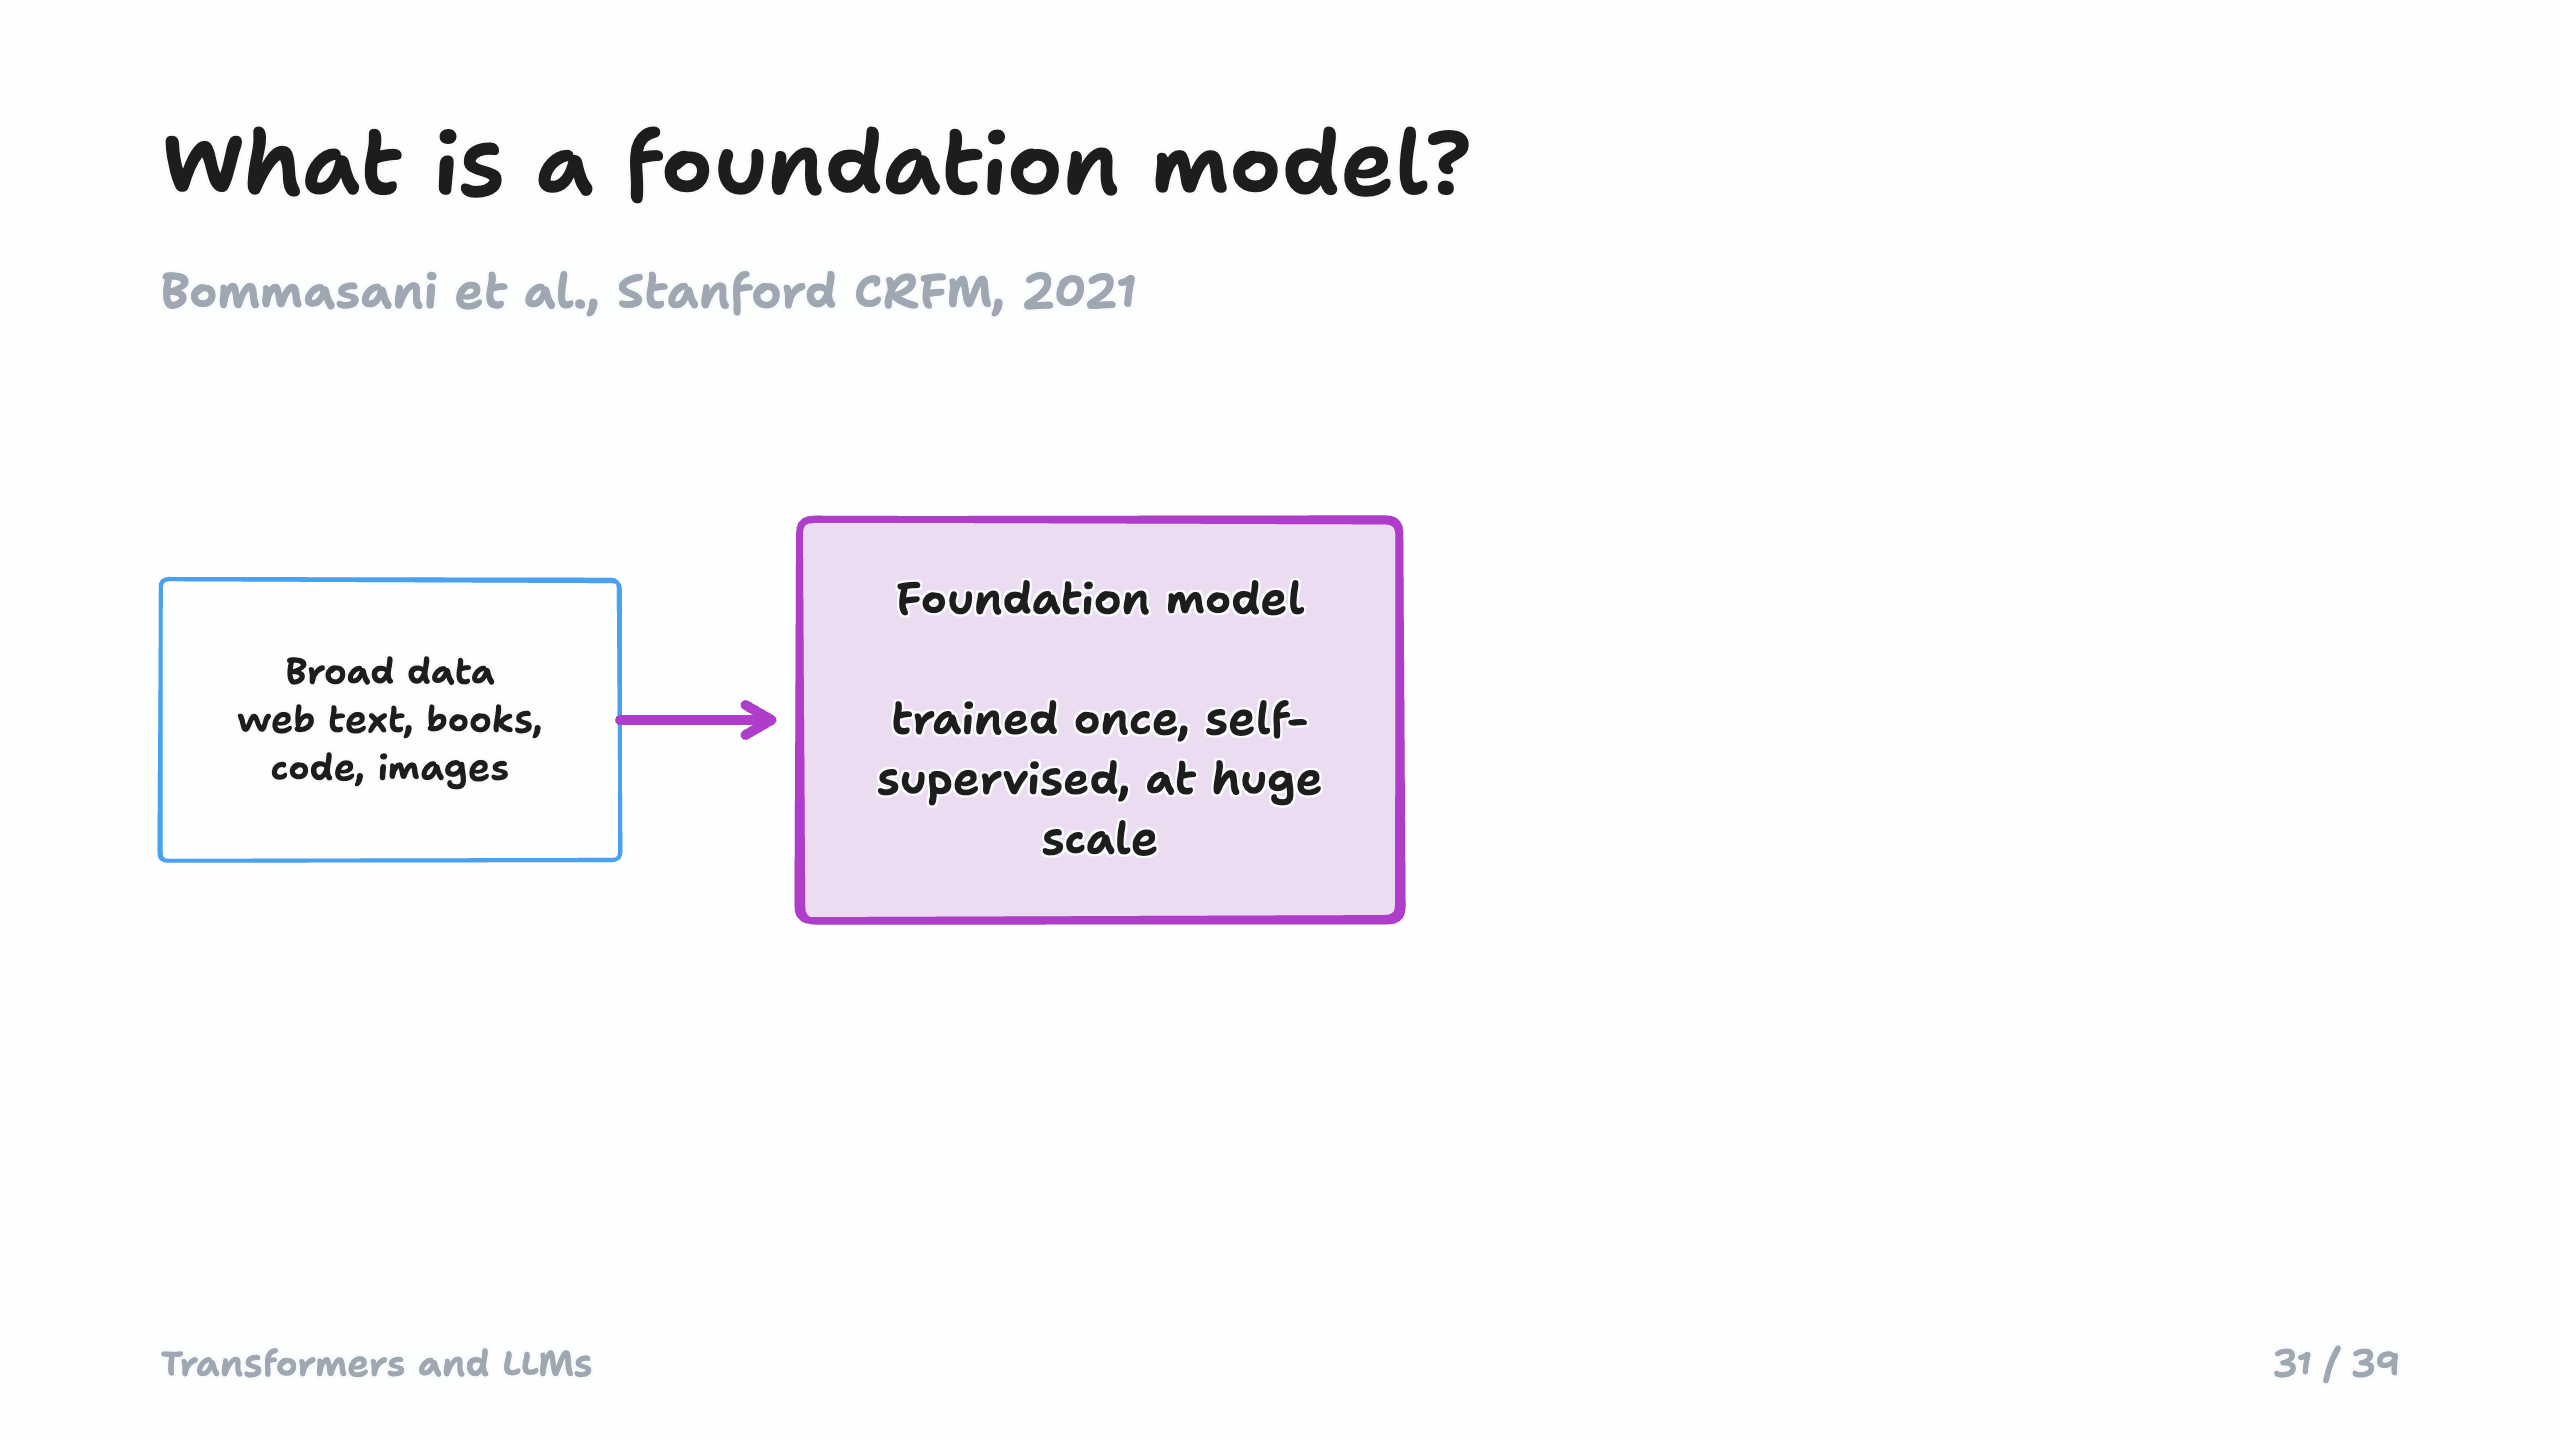 What is a foundation model?
Bommasani et al., Stanford CRFM, 2021
Broad data
web text, books,
code, images
Foundation model
trained once, self-
supervised, at huge
scale
Transformers and LLMs
31 / 39